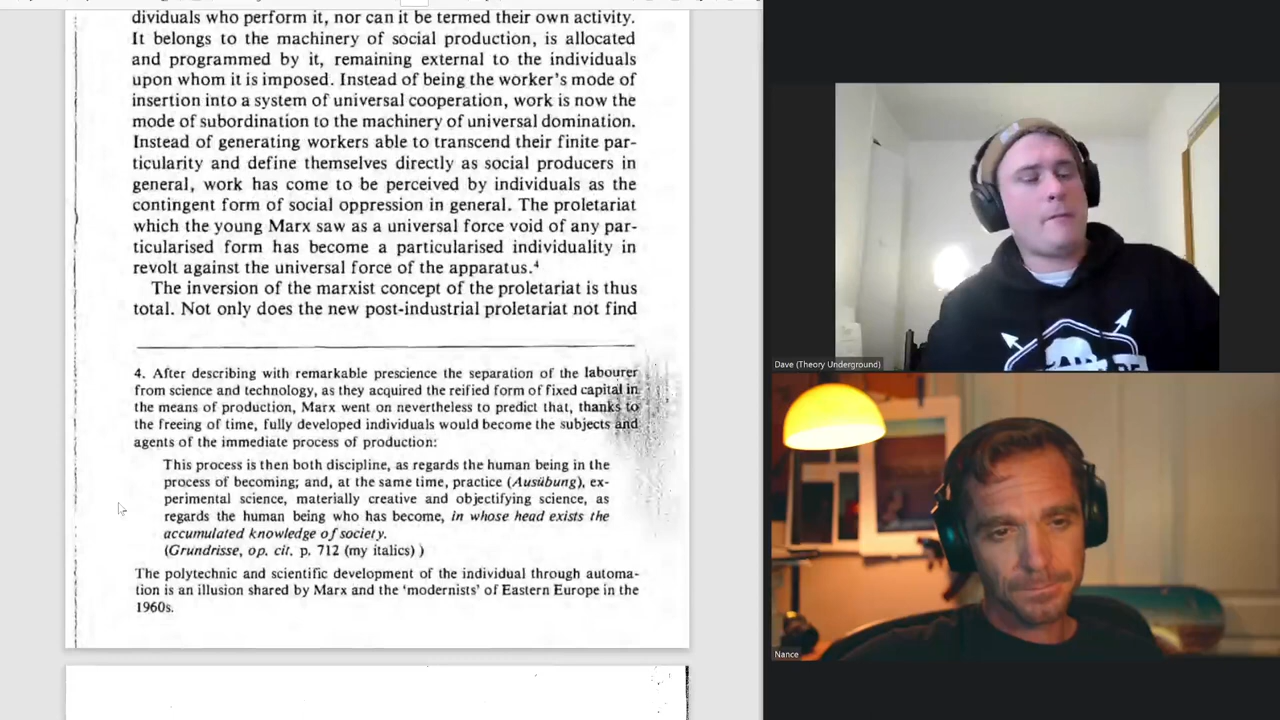 dividuals who perform it, nor can it be termed their own activity.
It belongs to the machinery of social production, is allocated
and programmed by it, remaining external to the individuals
upon whom it is imposed. Instead of being the worker's mode of
insertion into a system of universal cooperation, work is now the
mode of subordination to the machinery of universal domination.
Instead of generating workers able to transcend their finite par-
ticularity and define themselves directly as social producers in
general, work has come to be perceived by individuals as the
contingent form of social oppression in general. The proletariat
which the young Marx saw as a universal force void of any par-
ticularised form has become a particularised individuality in
revolt against the universal force of the apparatus.⁴
The inversion of the marxist concept of the proletariat is thus
total. Not only does the new post-industrial proletariat not find
4. After describing with remarkable prescience the separation of the labourer
from science and technology, as they acquired the reified form of fixed capital in
the means of production, Marx went on nevertheless to predict that, thanks to
the freeing of time, fully developed individuals would become the subjects and
agents of the immediate process of production:
This process is then both discipline, as regards the human being in the
process of becoming; and, at the same time, practice (Ausübung), ex-
perimental science, materially creative and objectifying science, as
regards the human being who has become, in whose head exists the
accumulated knowledge of society.
(Grundrisse, op. cit. p. 712 (my italics) )
The polytechnic and scientific development of the individual through automa-
tion is an illusion shared by Marx and the 'modernists' of Eastern Europe in the
1960s.
Dave (Theory Underground)
Nance